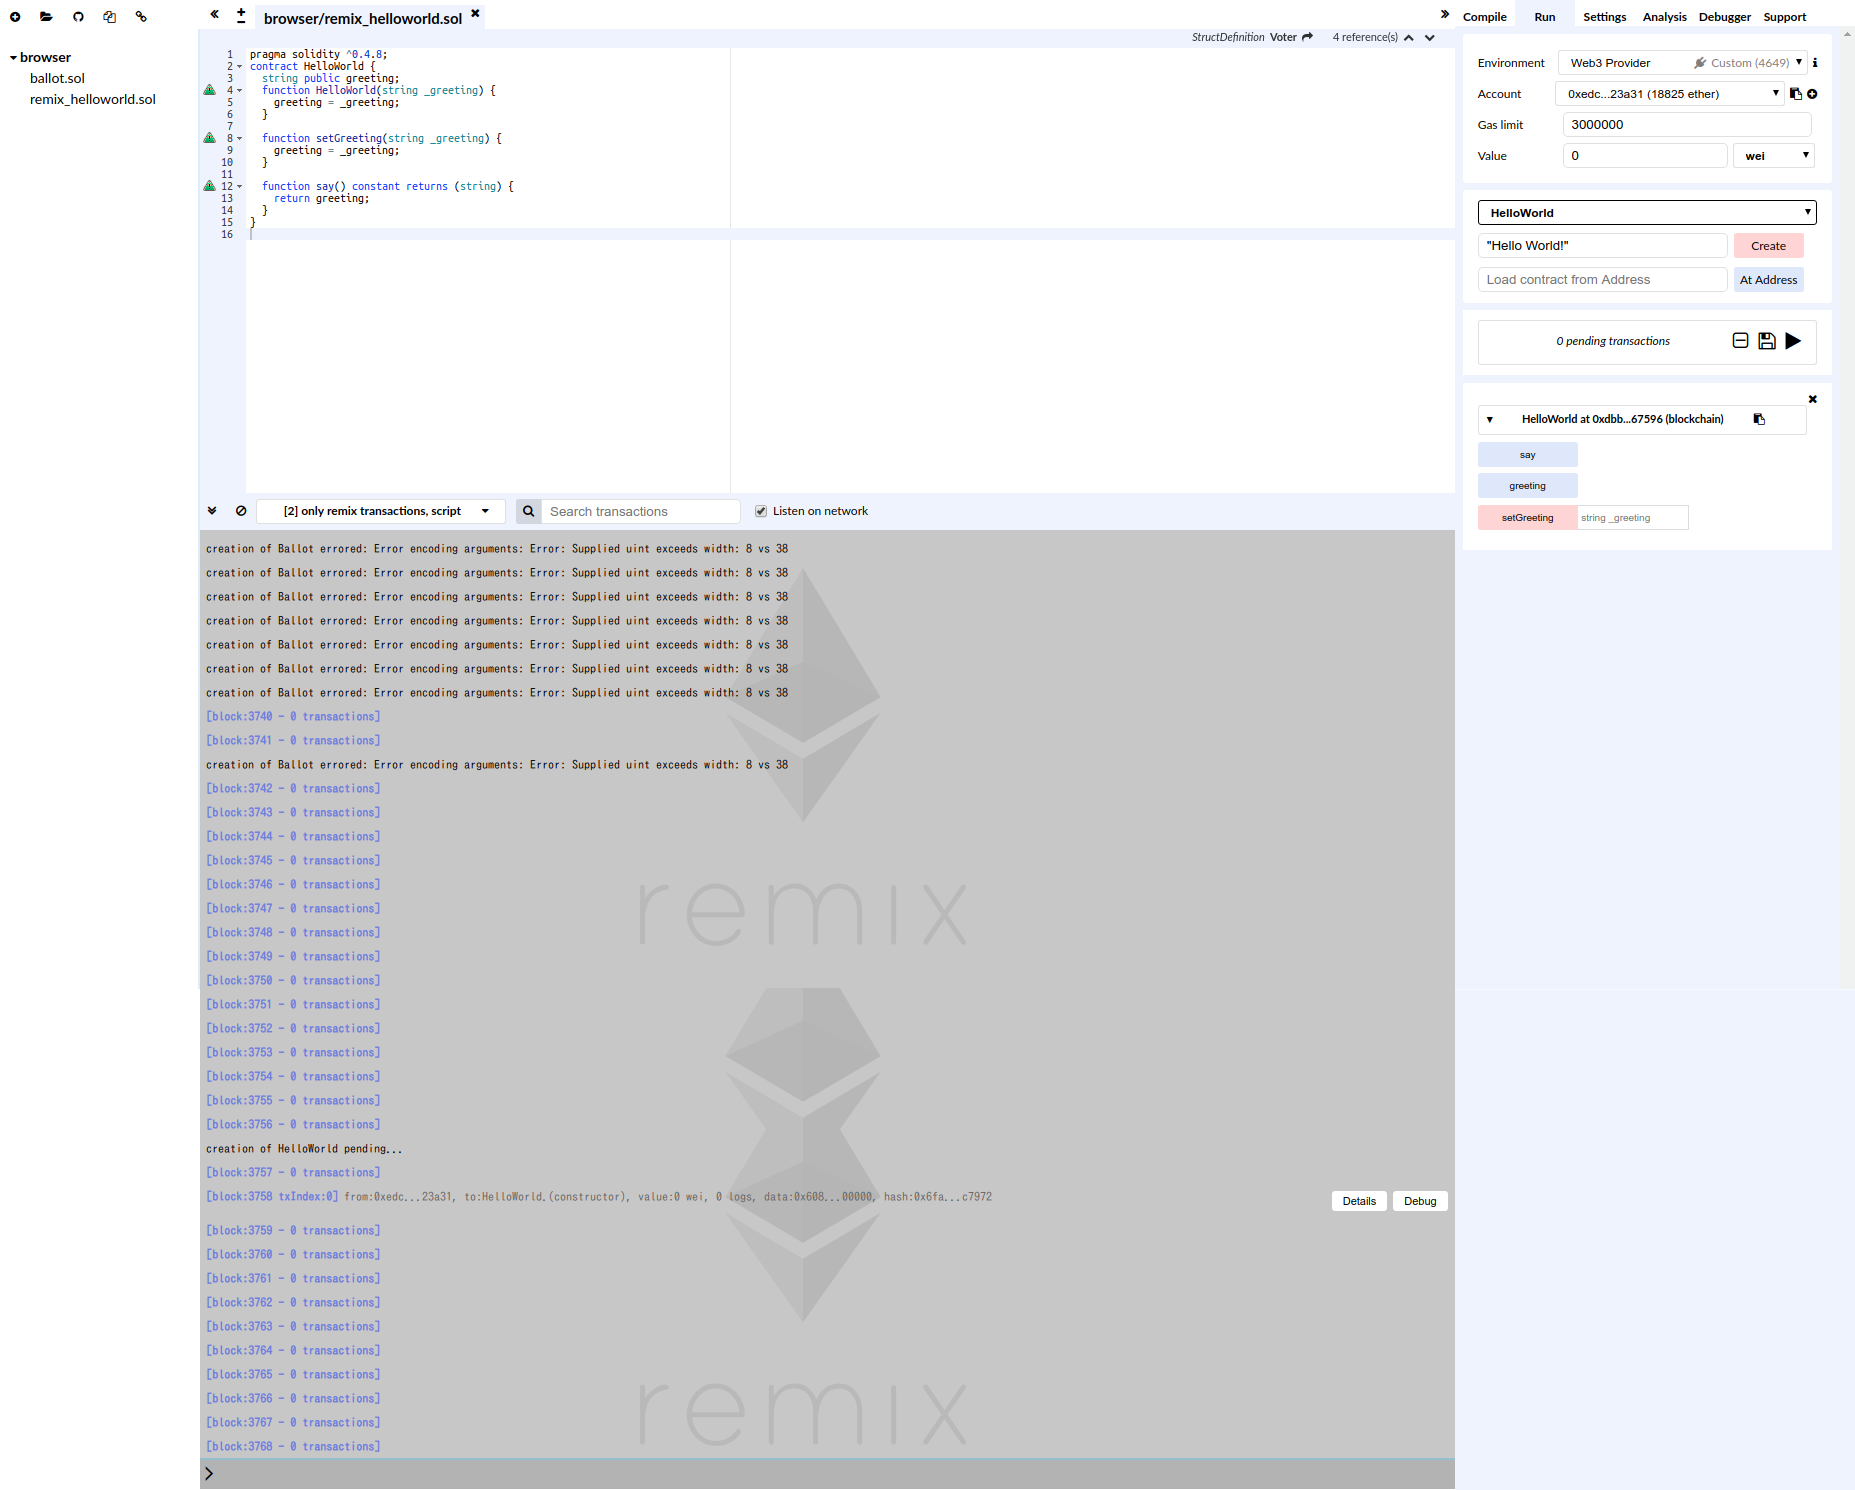 browser
ballot.sol
remix_helloworld.sol
browser/remix_helloworld.sol
StructDefinition Voter 4 reference(s)
1 pragma solidity ^0.4.8;
2 contract HelloWorld {
3 string public greeting;
4 function HelloWorld(string _greeting) {
5 greeting = _greeting;
6 }
7
8 function setGreeting(string _greeting) {
9 greeting = _greeting;
10 }
11
12 function say() constant returns (string) {
13 return greeting;
14 }
15 }
16
[2] only remix transactions, script
Search transactions
Listen on network
creation of Ballot errored: Error encoding arguments: Error: Supplied uint exceeds width: 8 vs 38
creation of Ballot errored: Error encoding arguments: Error: Supplied uint exceeds width: 8 vs 38
creation of Ballot errored: Error encoding arguments: Error: Supplied uint exceeds width: 8 vs 38
creation of Ballot errored: Error encoding arguments: Error: Supplied uint exceeds width: 8 vs 38
creation of Ballot errored: Error encoding arguments: Error: Supplied uint exceeds width: 8 vs 38
creation of Ballot errored: Error encoding arguments: Error: Supplied uint exceeds width: 8 vs 38
creation of Ballot errored: Error encoding arguments: Error: Supplied uint exceeds width: 8 vs 38
[block:3740 - 0 transactions]
[block:3741 - 0 transactions]
creation of Ballot errored: Error encoding arguments: Error: Supplied uint exceeds width: 8 vs 38
[block:3742 - 0 transactions]
[block:3743 - 0 transactions]
[block:3744 - 0 transactions]
[block:3745 - 0 transactions]
[block:3746 - 0 transactions]
[block:3747 - 0 transactions]
[block:3748 - 0 transactions]
[block:3749 - 0 transactions]
[block:3750 - 0 transactions]
[block:3751 - 0 transactions]
[block:3752 - 0 transactions]
[block:3753 - 0 transactions]
[block:3754 - 0 transactions]
[block:3755 - 0 transactions]
[block:3756 - 0 transactions]
creation of HelloWorld pending...
[block:3757 - 0 transactions]
[block:3758 txIndex:0] from:0xedc...23a31, to:HelloWorld.(constructor), value:0 wei, 0 logs, data:0x608...00000, hash:0x6fa...c7972
Details Debug
[block:3759 - 0 transactions]
[block:3760 - 0 transactions]
[block:3761 - 0 transactions]
[block:3762 - 0 transactions]
[block:3763 - 0 transactions]
[block:3764 - 0 transactions]
[block:3765 - 0 transactions]
[block:3766 - 0 transactions]
[block:3767 - 0 transactions]
[block:3768 - 0 transactions]
remix
remix
>
Compile Run Settings Analysis Debugger Support
Environment Web3 Provider Custom (4649)
Account 0xedc...23a31 (18825 ether)
Gas limit 3000000
Value 0 wei
HelloWorld
"Hello World!" Create
Load contract from Address At Address
0 pending transactions
HelloWorld at 0xdbb...67596 (blockchain)
say
greeting
setGreeting string _greeting